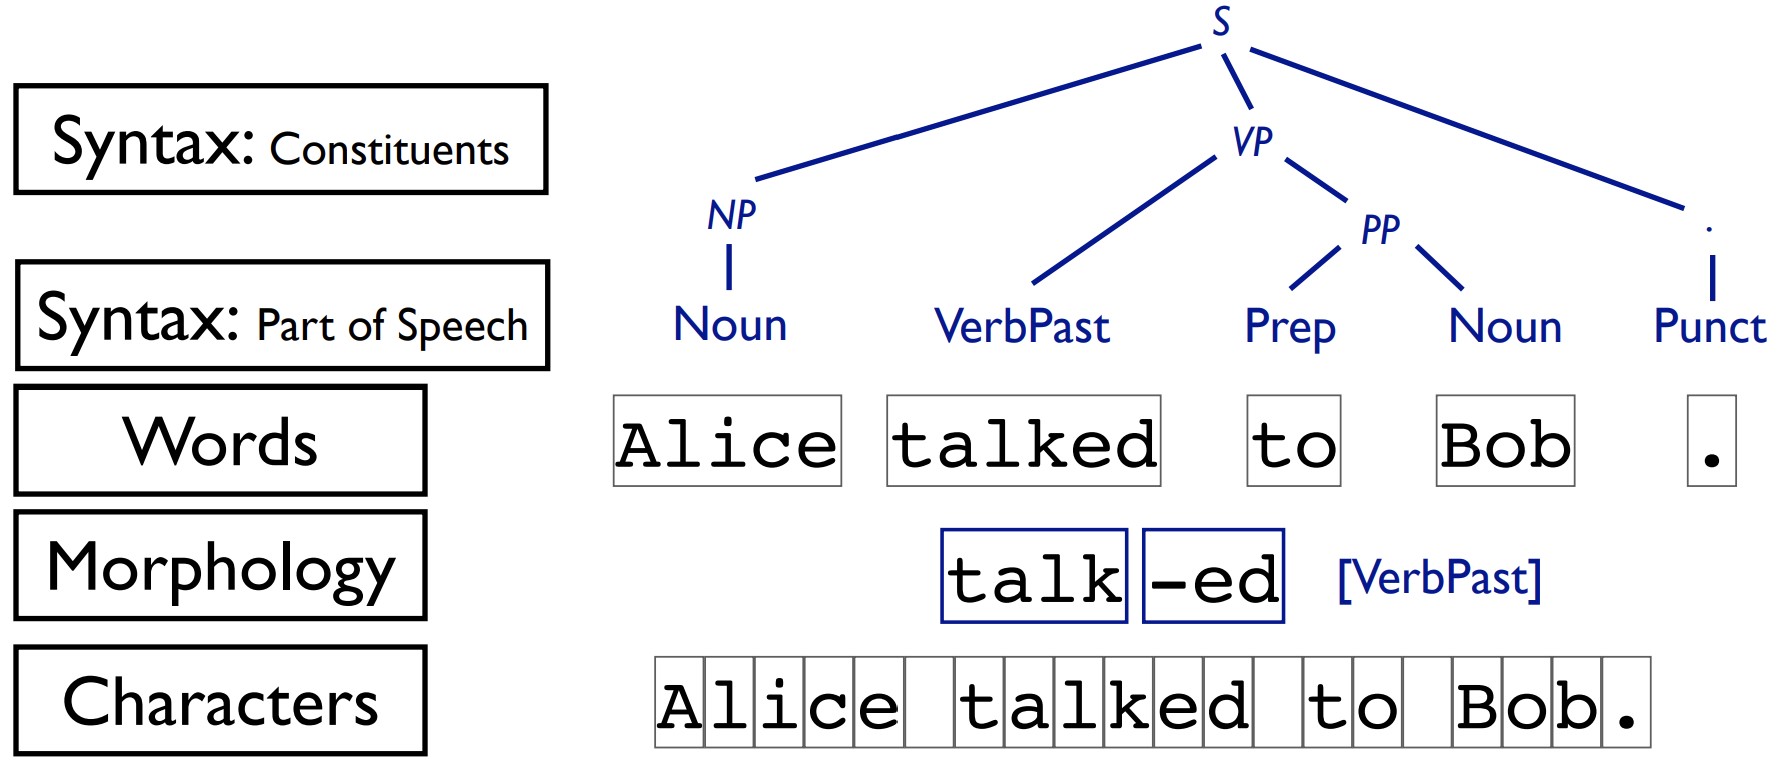 S
Syntax: Constituents
VP
NP
PP
.
Syntax: Part of Speech
Noun VerbPast Prep Noun Punct
Words
Alice talked to Bob .
Morphology
talk -ed [VerbPast]
Characters
Alice talked to Bob.